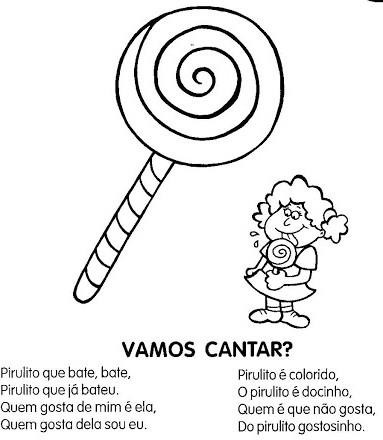 VAMOS CANTAR?
Pirulito que bate, bate,
Pirulito que já bateu.
Quem gosta de mim é ela,
Quem gosta dela sou eu.
Pirulito é colorido,
O pirulito é docinho,
Quem é que não gosta,
Do pirulito gostosinho.